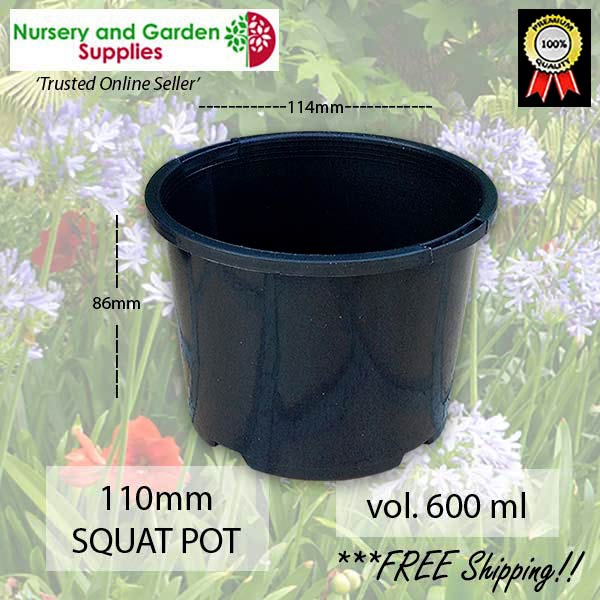 Nursery and Garden
Supplies
'Trusted Online Seller'
PREMIUM
100%
QUALITY
114mm
86mm
110mm
SQUAT POT
vol. 600 ml
***FREE Shipping!!